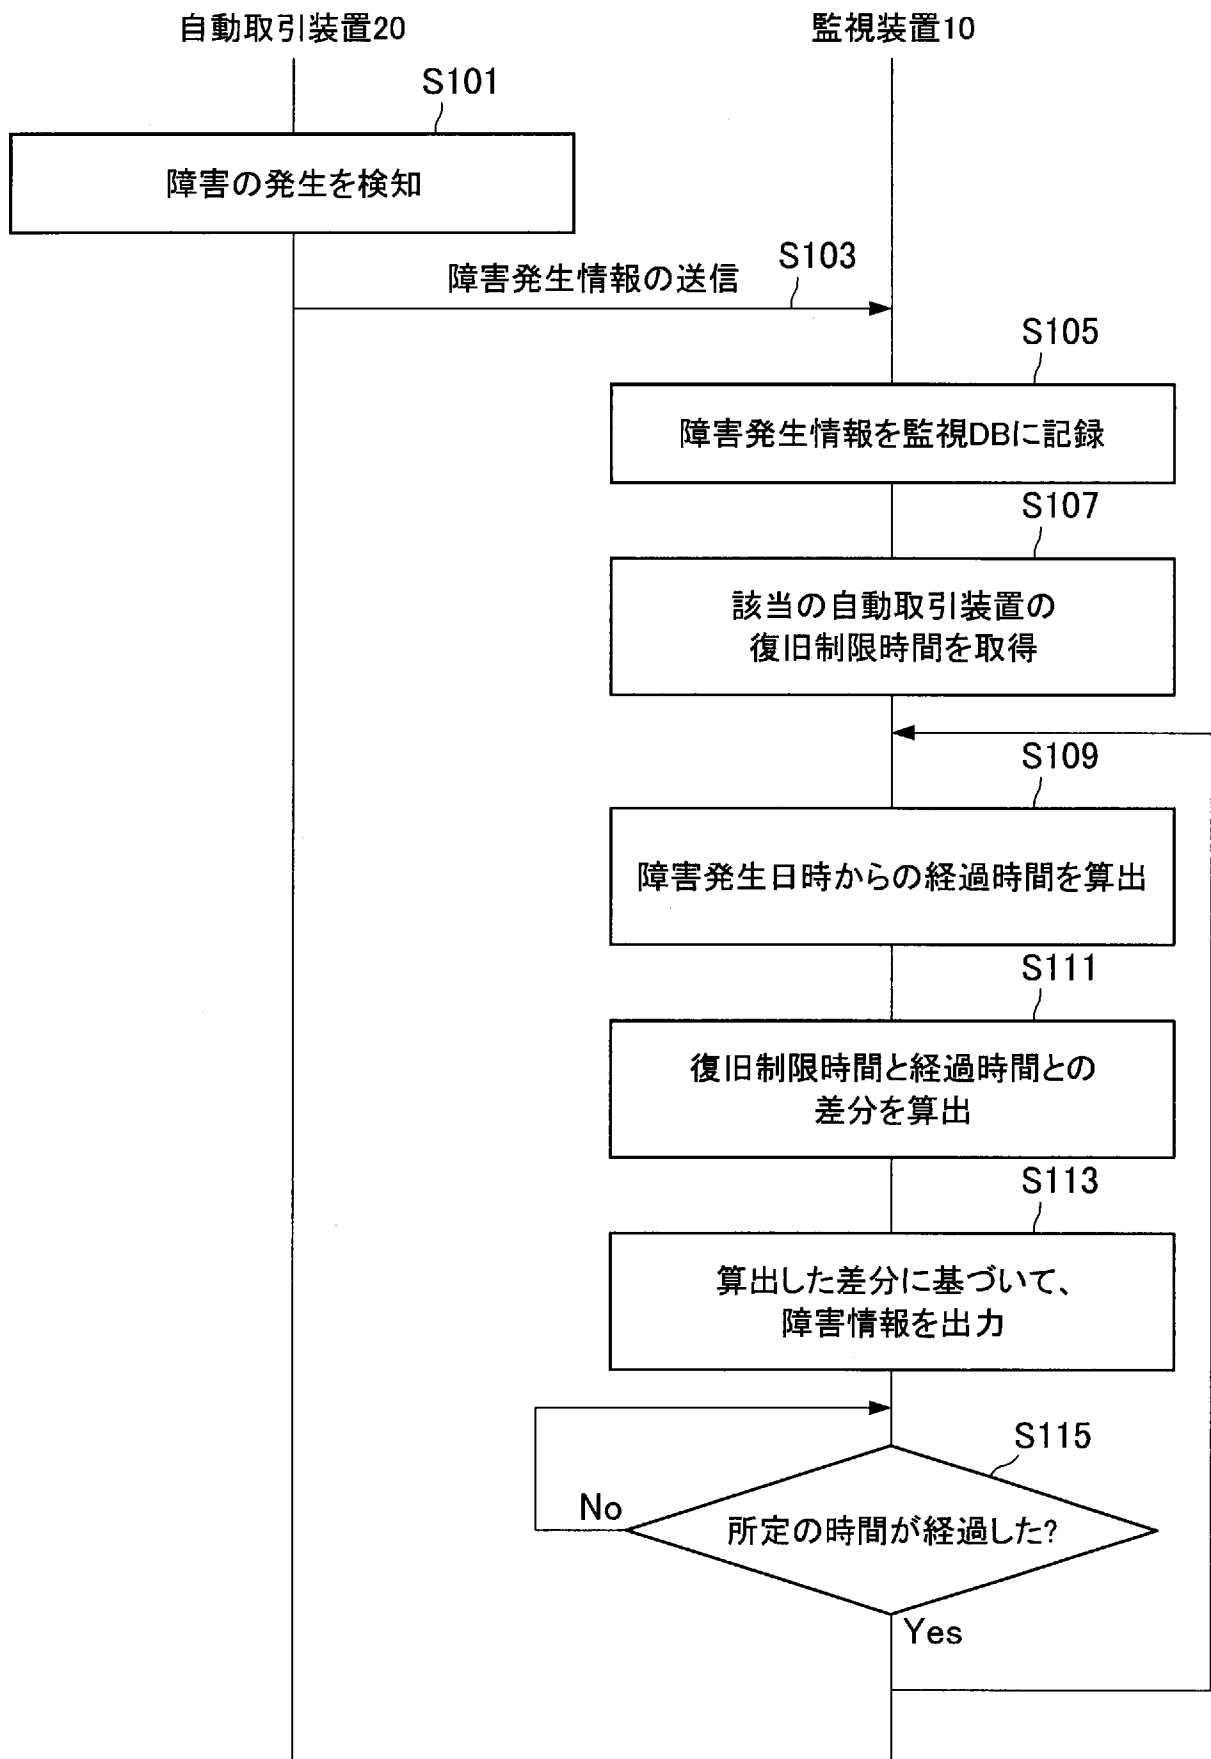 自動取引装置20
監視装置10
S101
障害の発生を検知
S103
障害発生情報の送信
S105
障害発生情報を監視DBに記録
S107
該当の自動取引装置の
復旧制限時間を取得
S109
障害発生日時からの経過時間を算出
S111
復旧制限時間と経過時間との
差分を算出
S113
算出した差分に基づいて、
障害情報を出力
S115
No
所定の時間が経過した?
Yes